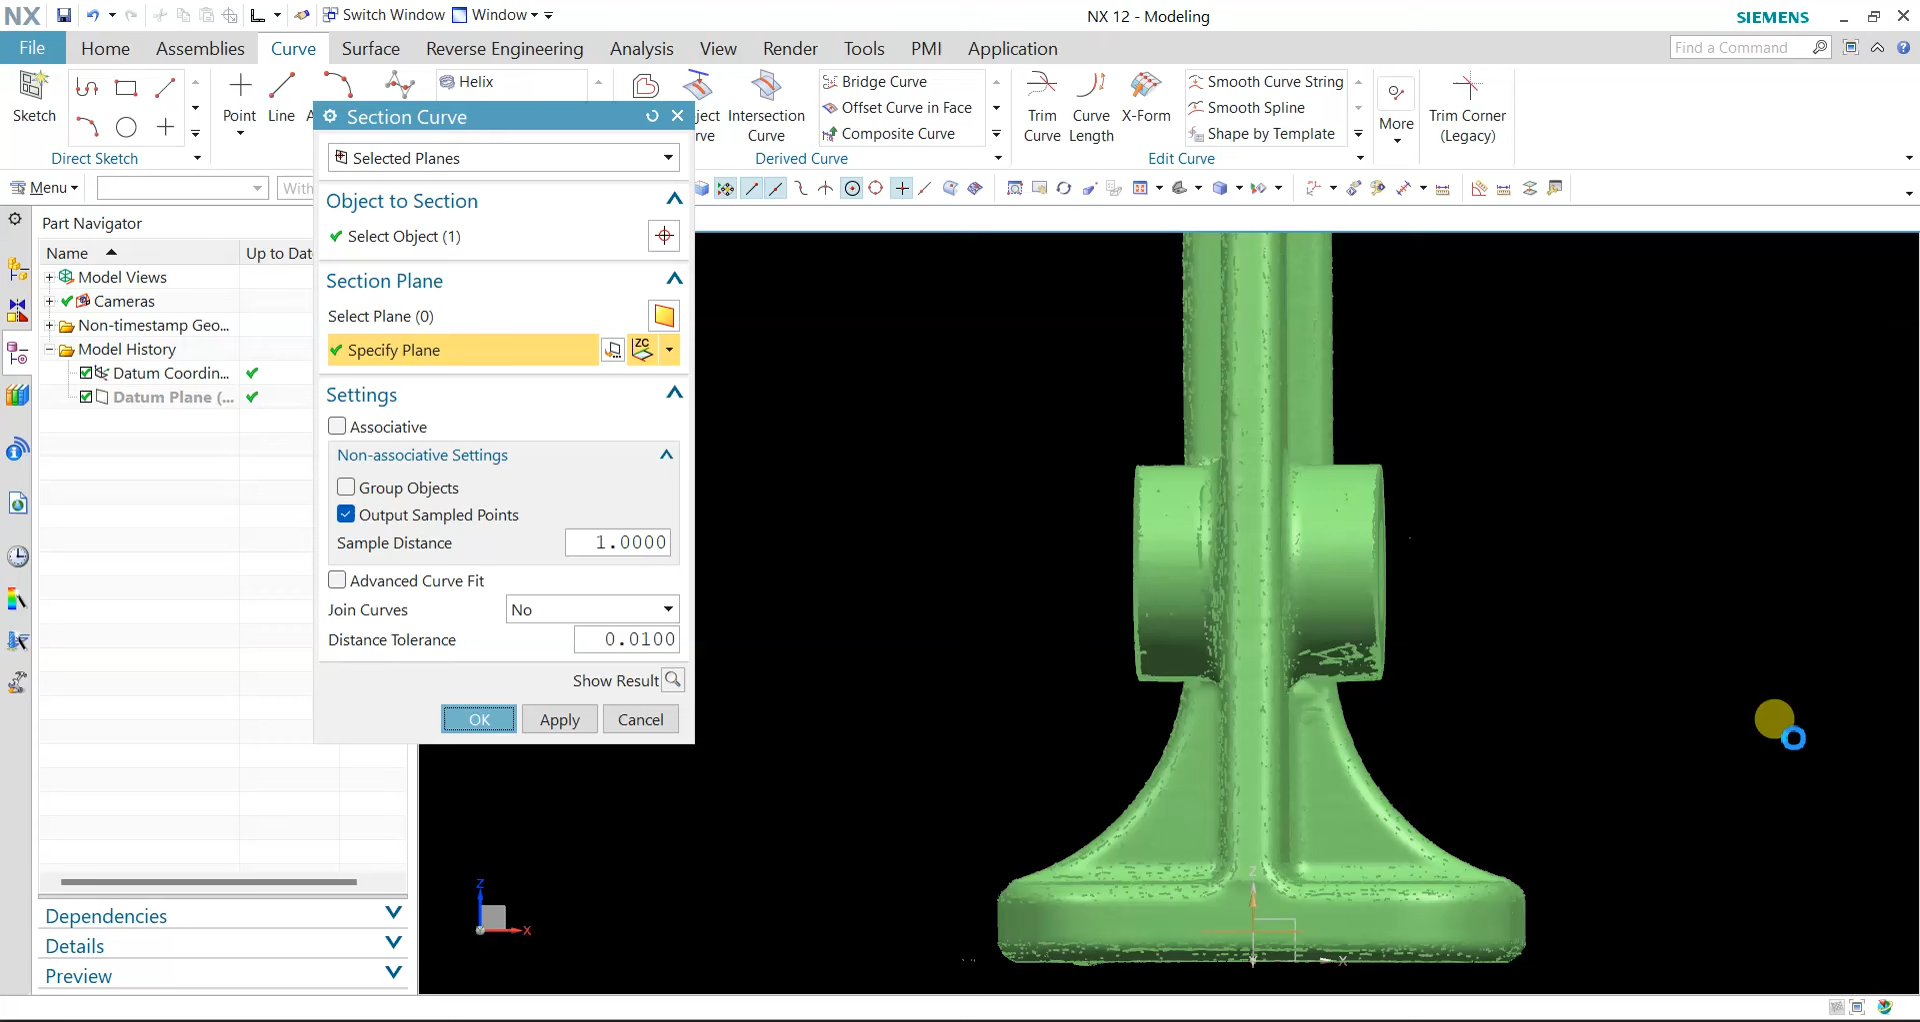 NX
Switch Window
Window
NX 12 - Modeling
SIEMENS
File
Home
Assemblies
Curve
Surface
Reverse Engineering
Analysis
View
Render
Tools
PMI
Application
Find a Command
Sketch
Direct Sketch
Point
Line
Helix
Intersection
Curve
Bridge Curve
Offset Curve in Face
Composite Curve
Derived Curve
Trim
Curve
Curve
Length
X-Form
Smooth Curve String
Smooth Spline
Shape by Template
Edit Curve
More
Trim Corner
(Legacy)
Menu
With
Part Navigator
Name
Up to Dat
Model Views
Cameras
Non-timestamp Geo...
Model History
Datum Coordin...
Datum Plane (...
Dependencies
Details
Preview
Section Curve
Selected Planes
Object to Section
Select Object (1)
Section Plane
Select Plane (0)
Specify Plane
ZC
Settings
Associative
Non-associative Settings
Group Objects
Output Sampled Points
Sample Distance
1.0000
Advanced Curve Fit
Join Curves
No
Distance Tolerance
0.0100
Show Result
OK
Apply
Cancel
Z
X
Z
X
Y